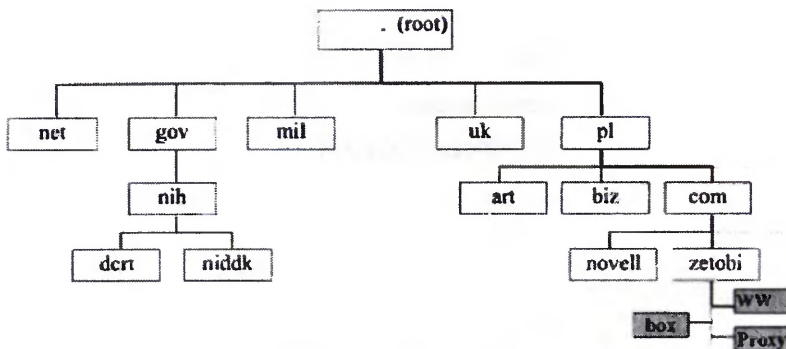 . (root)
net gov mil uk pl
nih art biz com
dcrt niddk novell zetobi
ww
box
Proxy